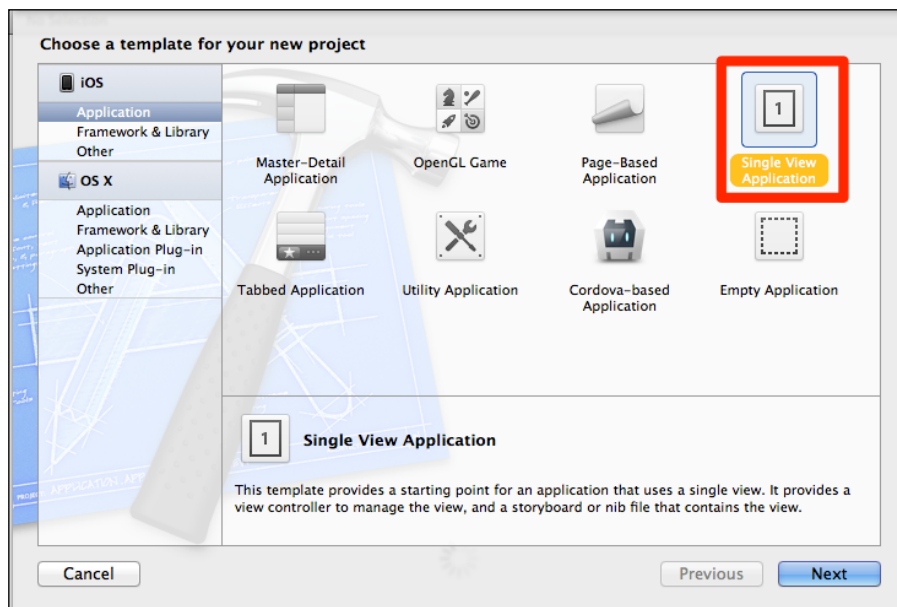 Choose a template for your new project
iOS
Application
Framework & Library
Other
OS X
Application
Framework & Library
Application Plug-in
System Plug-in
Other
Master-Detail
Application
OpenGL Game
Page-Based
Application
1
Single View
Application
Tabbed Application
Utility Application
Cordova-based
Application
Empty Application
1
Single View Application
This template provides a starting point for an application that uses a single view. It provides a
view controller to manage the view, and a storyboard or nib file that contains the view.
Cancel
Previous
Next